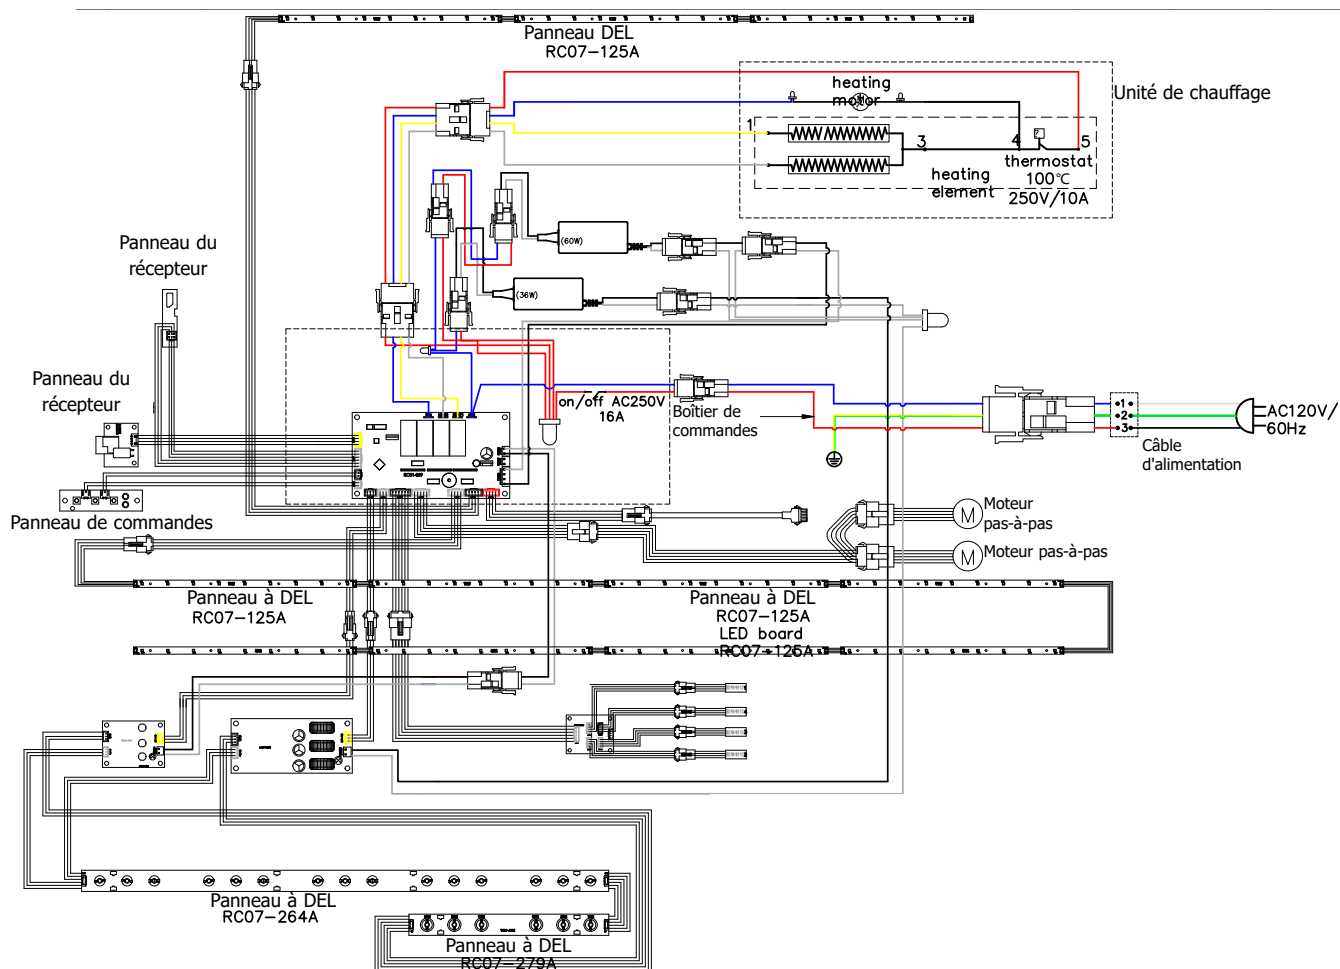 Panneau DEL
RC07-125A
heating
motor
Unité de chauffage
1
3
4
5
?
thermostat
100℃
250V/10A
heating
element
(60W)
(36W)
Panneau du
récepteur
Panneau du
récepteur
Panneau de commandes
on/off AC250V
16A
Boîtier de
commandes
1
2
3
AC120V/
60Hz
Câble
d'alimentation
M
Moteur
pas-à-pas
M
Moteur pas-à-pas
Panneau à DEL
RC07-125A
Panneau à DEL
RC07-125A
LED board
RC07-125A
Panneau à DEL
RC07-264A
Panneau à DEL
RC07-279A